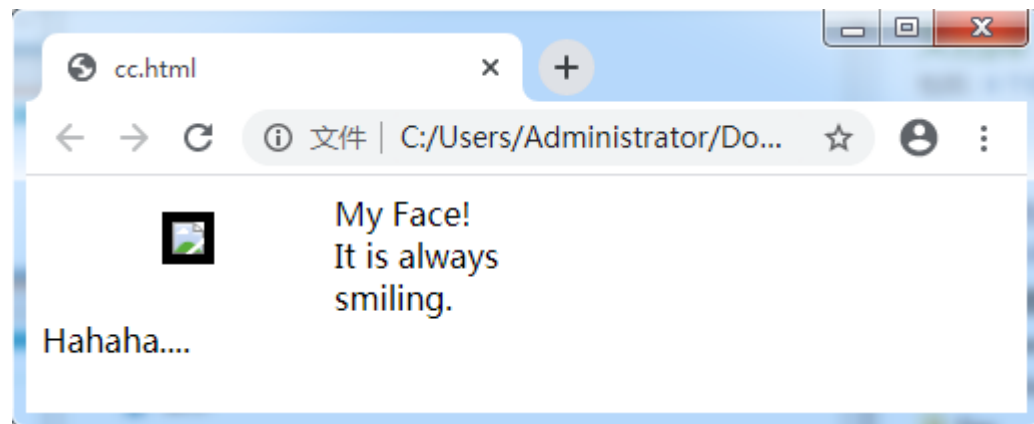 cc.html
文件 | C:/Users/Administrator/Do...
My Face!
It is always
smiling.
Hahaha....